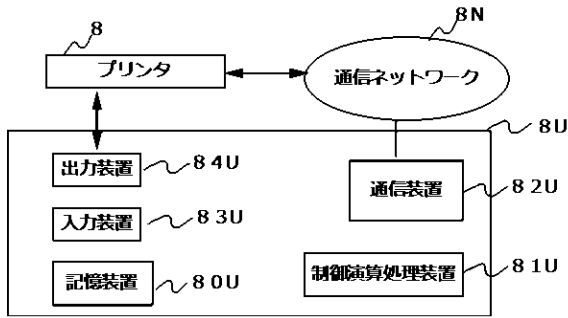 8
8N
プリンタ
通信ネットワーク
8U
出力装置
84U
通信装置
82U
入力装置
83U
記憶装置
80U
制御演算処理装置
81U